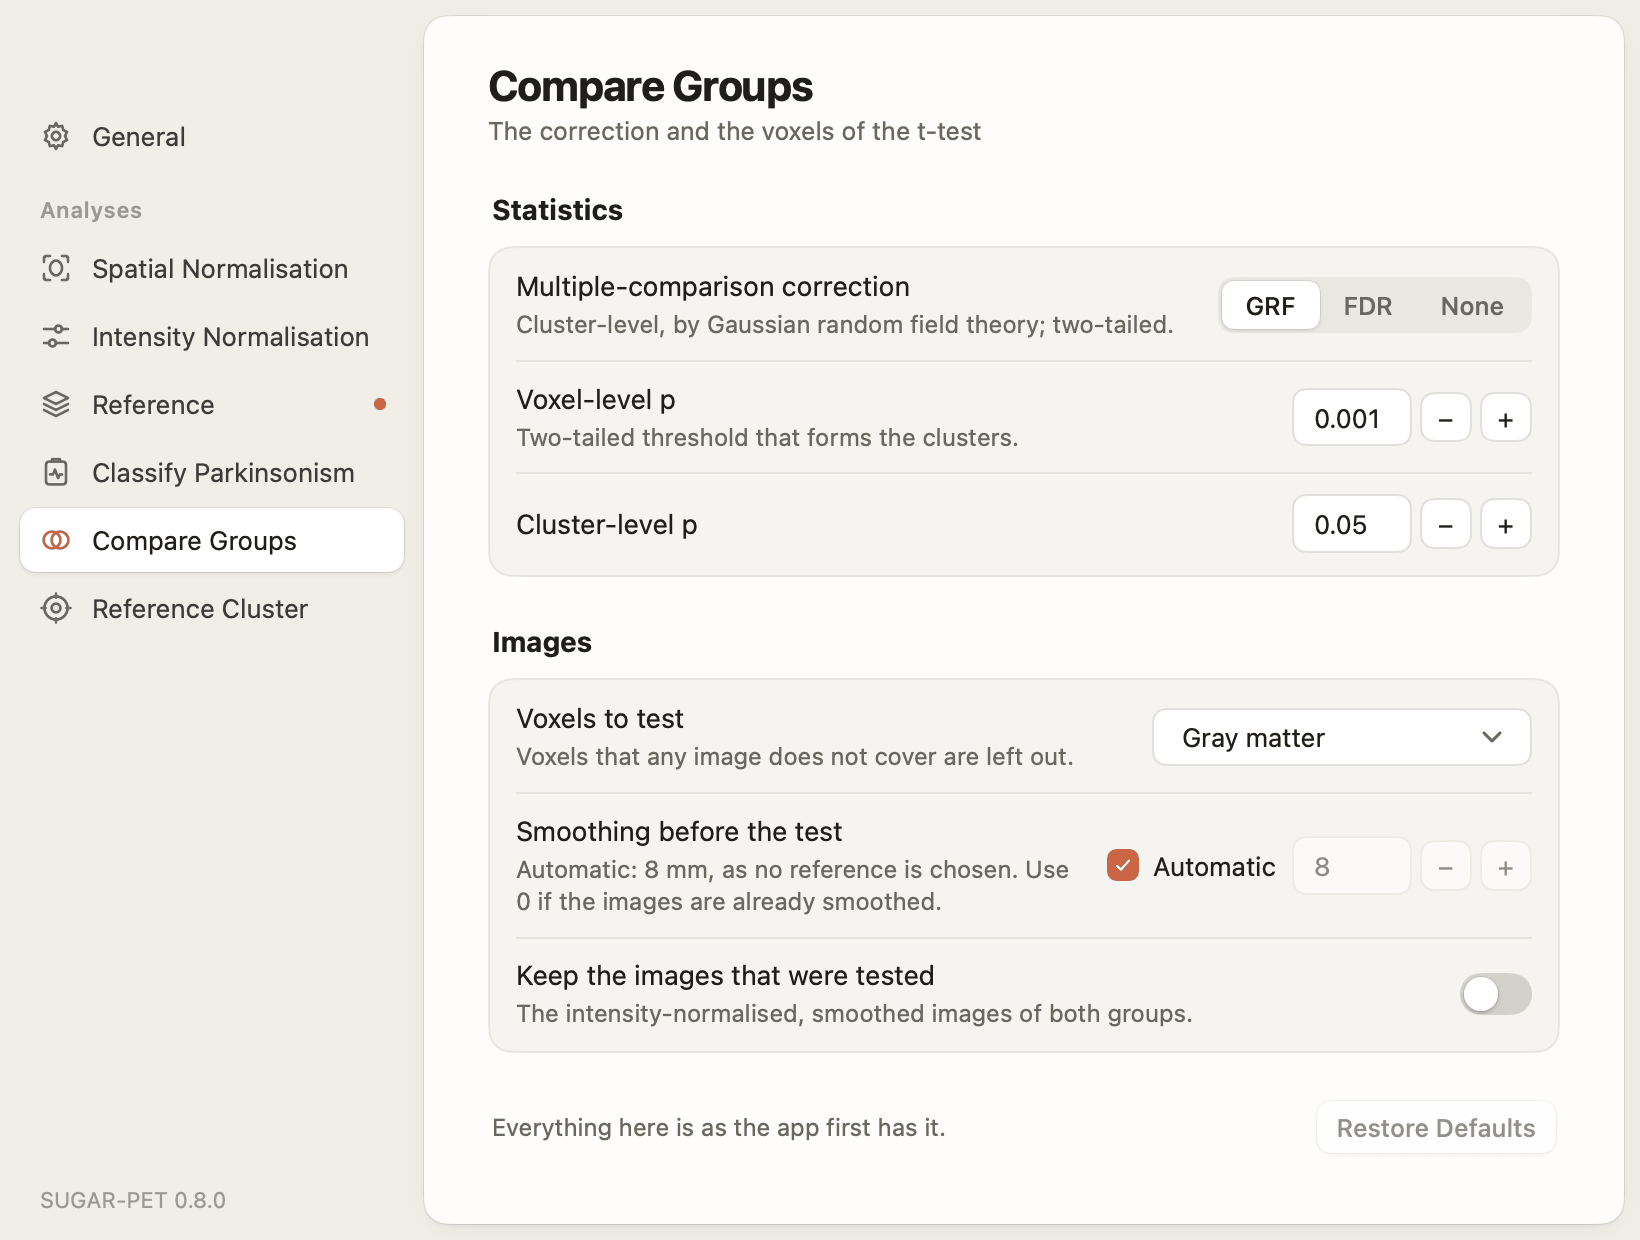 General
Analyses
Spatial Normalisation
Intensity Normalisation
Reference
Classify Parkinsonism
Compare Groups
Reference Cluster
SUGAR-PET 0.8.0
Compare Groups
The correction and the voxels of the t-test
Statistics
Multiple-comparison correction
Cluster-level, by Gaussian random field theory; two-tailed.
GRF FDR None
Voxel-level p
Two-tailed threshold that forms the clusters.
0.001 − +
Cluster-level p
0.05 − +
Images
Voxels to test
Voxels that any image does not cover are left out.
Gray matter
Smoothing before the test
Automatic: 8 mm, as no reference is chosen. Use
0 if the images are already smoothed.
Automatic 8 − +
Keep the images that were tested
The intensity-normalised, smoothed images of both groups.
Everything here is as the app first has it.
Restore Defaults